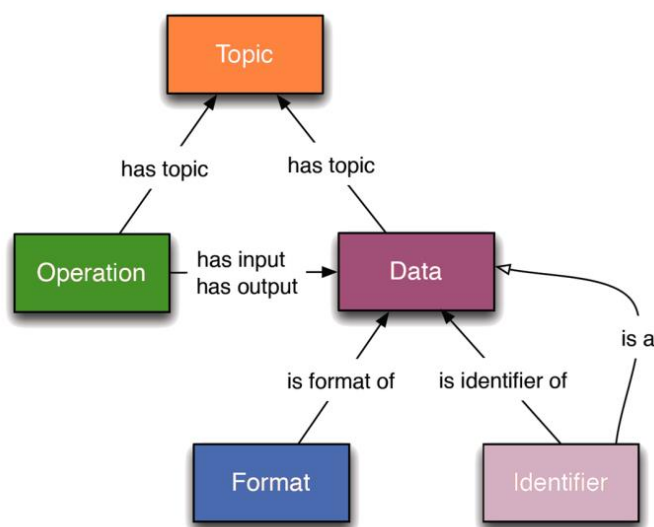 Topic
has topic
has topic
Operation
has input
has output
Data
is a
is format of
is identifier of
Format
Identifier